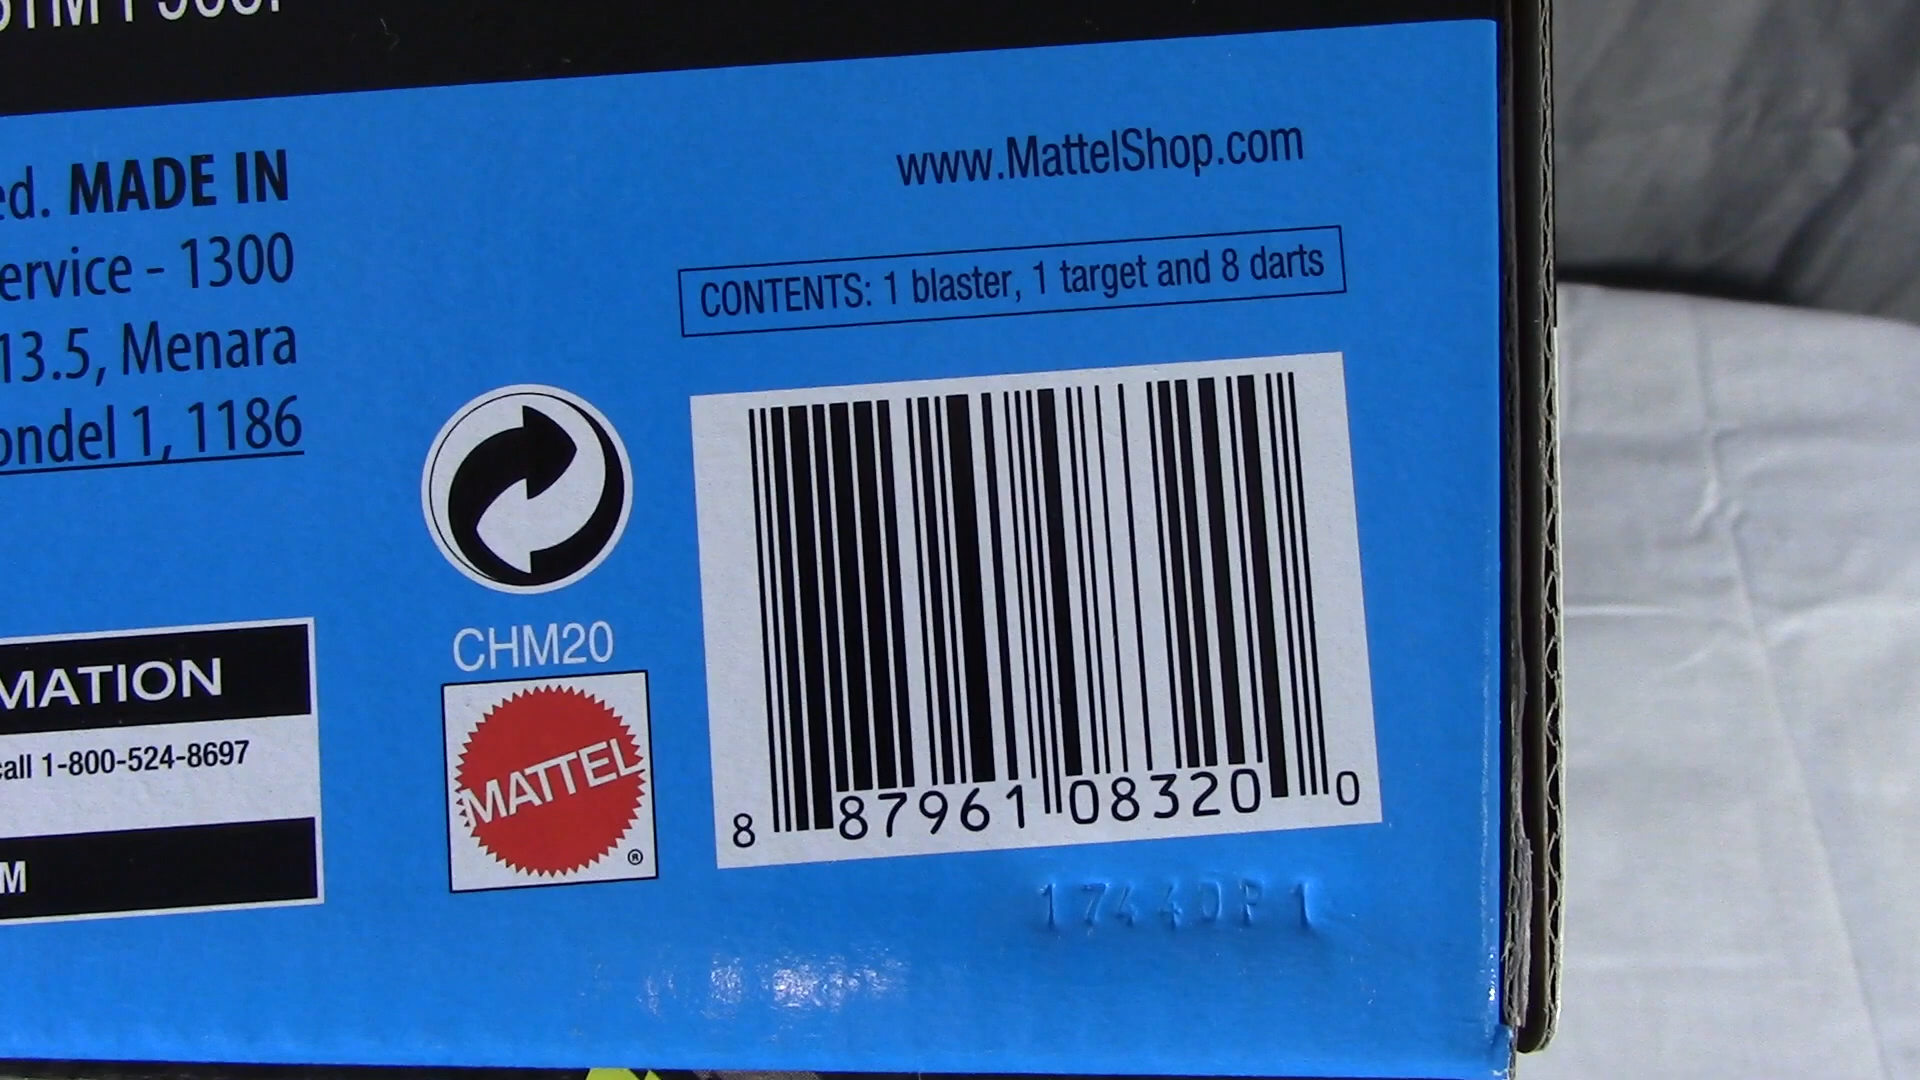 ed. MADE IN
ervice - 1300
13.5, Menara
ondel 1, 1186
www.MattelShop.com
CONTENTS: 1 blaster, 1 target and 8 darts
CHM20
MATTEL
®
8 87961 08320 0
17440P1
MATION
call 1-800-524-8697
M